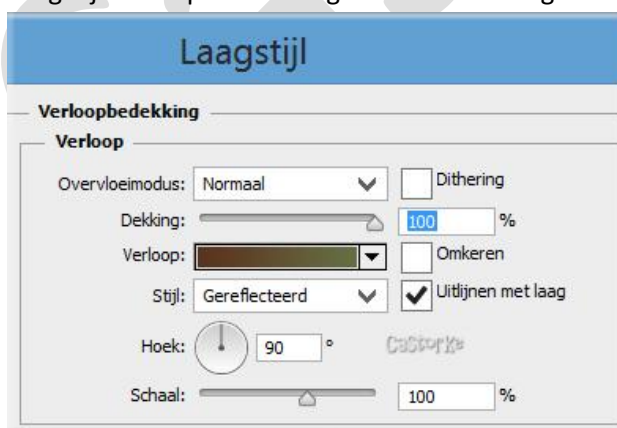 Laagstijl
Verloopbedekking
Verloop
Overvloeimodus: Normaal Dithering
Dekking: 100 %
Verloop: Omkeren
Stijl: Gereflecteerd Uitlijnen met laag
Hoek: 90 ° CaStorKe
Schaal: 100 %